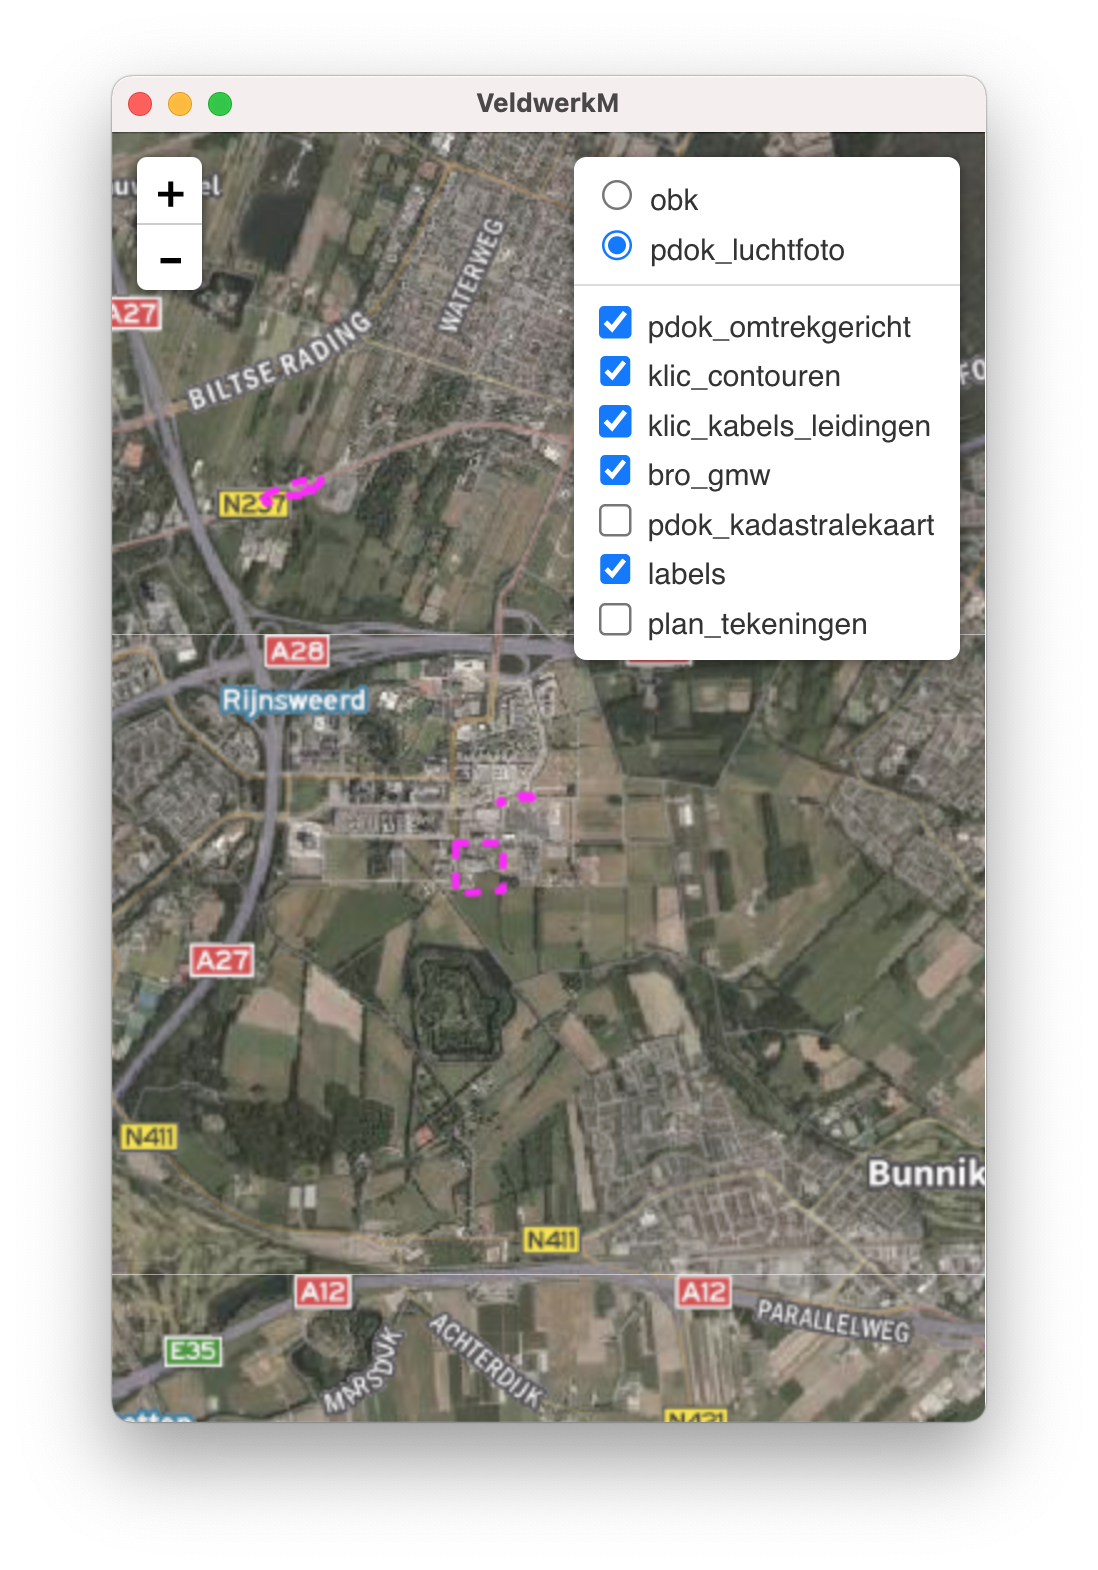 VeldwerkM
+
−
obk
pdok_luchtfoto
pdok_omtrekgericht
klic_contouren
klic_kabels_leidingen
bro_gmw
pdok_kadastralekaart
labels
plan_tekeningen
WATERWEG
A27
BILTSE RADING
N237
A28
Rijnsweerd
A27
N411
Bunnik
N411
A12
A12
PARALLELWEG
E35
MARSDIJK
ACHTERDIJK
N421